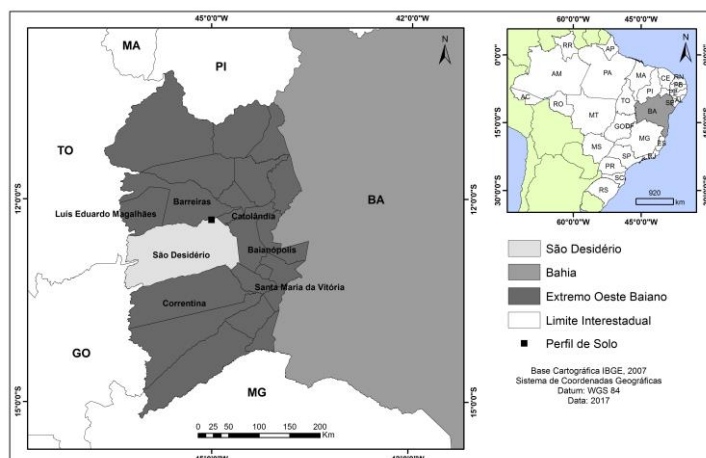 45°0'0"W
42°0'0"W
N
MA
PI
TO
12°0'0"S
12°0'0"S
Barreiras
Luis Eduardo Magalhães
Catolândia
BA
São Desidério
Baianópolis
Santa Maria da Vitória
Correntina
GO
MG
15°0'0"S
15°0'0"S
0 25 50 100 150 200
Km
42°0'0"W
60°0'0"W
45°0'0"W
N
RR
AP
0°0'0"
AM
PA
MA
CE
RN
PB
PI
AC
RO
TO
SE
AL
BA
MT
15°0'0"S
GO
DF
MG
ES
MS
SP
RJ
PR
SC
RS
30°0'0"S
920
km
60°0'0"W
45°0'0"W
São Desidério
Bahia
Extremo Oeste Baiano
Limite Interestadual
Perfil de Solo
Base Cartográfica IBGE, 2007
Sistema de Coordenadas Geográficas
Datum: WGS 84
Data: 2017